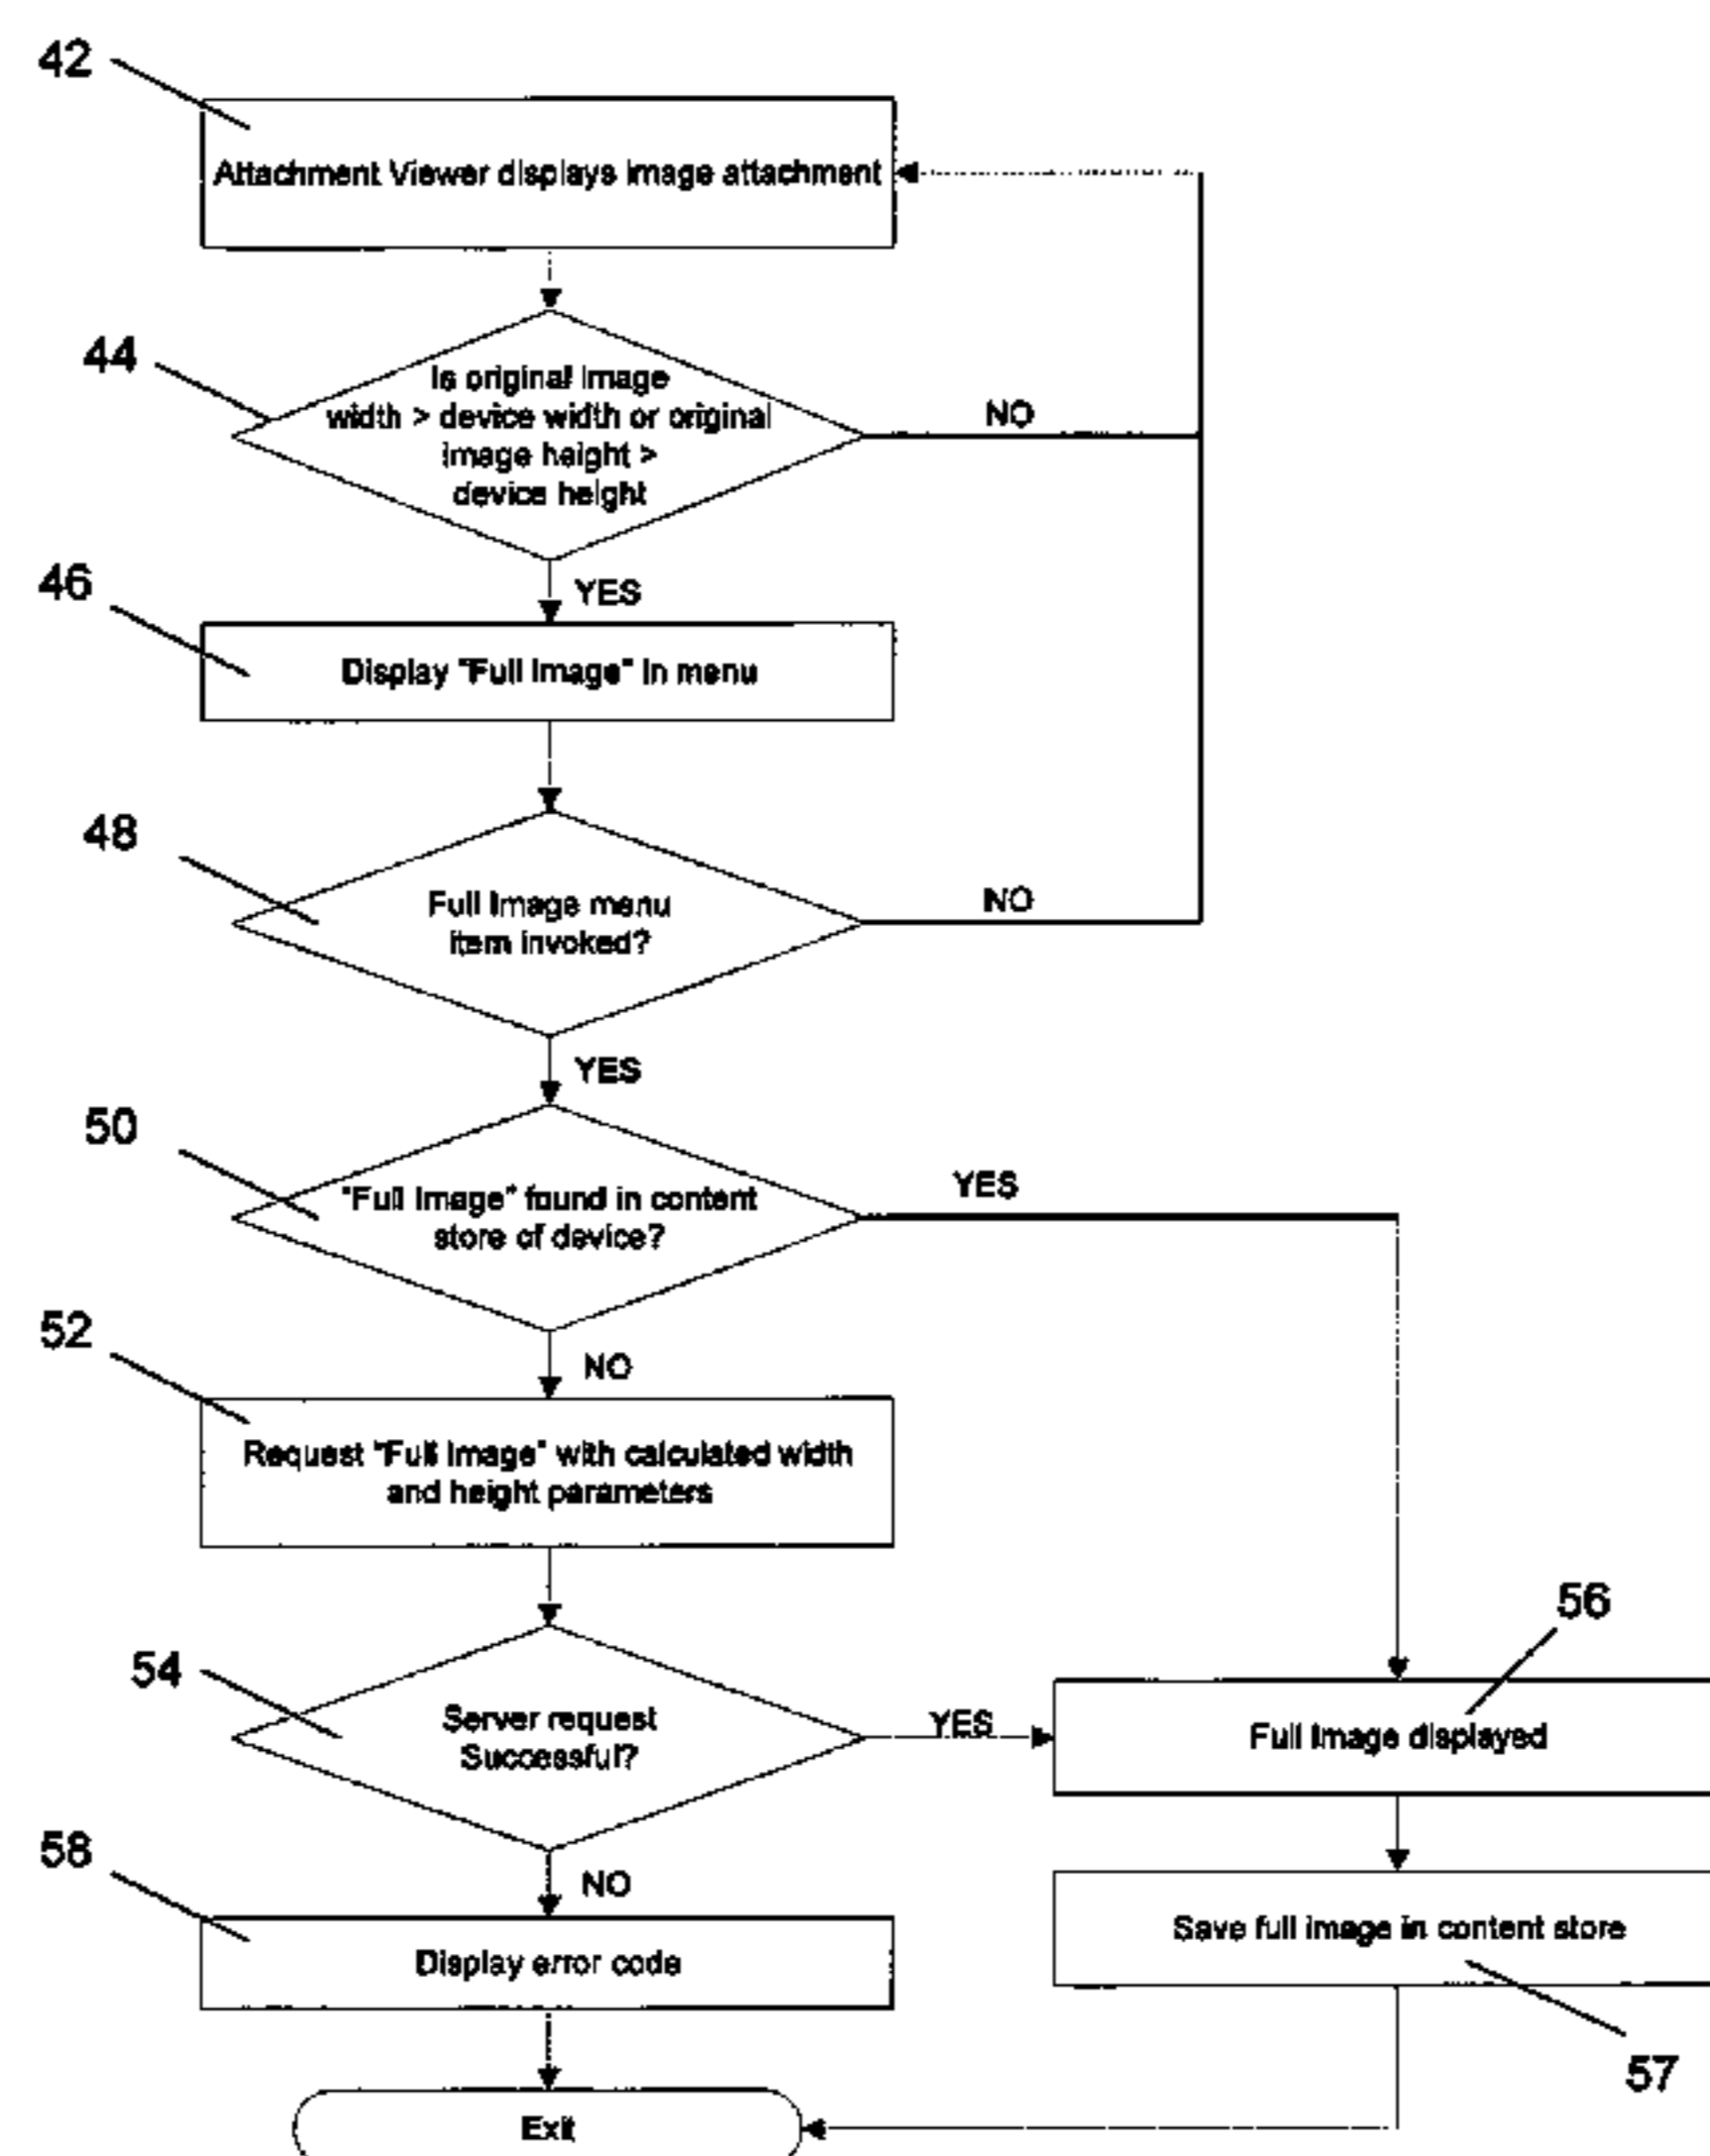 42
Attachment Viewer displays image attachment
44
Is original image
width > device width or original
image height >
device height
NO
YES
46
Display "Full Image" in menu
48
Full Image menu
item invoked?
NO
YES
50
"Full Image" found in content
store of device?
YES
NO
52
Request "Full Image" with calculated width
and height parameters
54
Server request
Successful?
YES
56
Full Image displayed
NO
58
Display error code
Save full image in content store
57
Exit